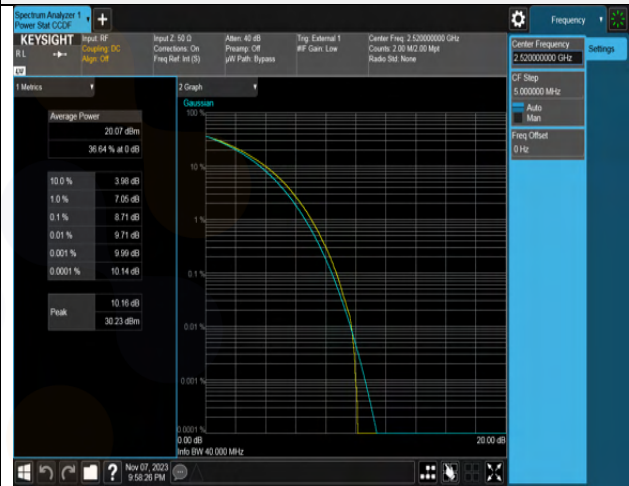 Spectrum Analyzer 1
Power Stat CCDF
+
Frequency
KEYSIGHT
RL
Input: RF
Coupling: DC
Align: Off
Input Z: 50 Ω
Corrections: On
Freq Ref: Int (S)
Atten: 40 dB
Preamp: Off
µW Path: Bypass
Trig: External 1
#IF Gain: Low
Center Freq: 2.520000000 GHz
Counts: 2.00 M/2.00 Mpt
Radio Std: None
Center Frequency
2.520000000 GHz
Settings
CF Step
5.000000 MHz
Auto
Man
Freq Offset
0 Hz
1 Metrics
2 Graph
Average Power
20.07 dBm
36.64 % at 0 dB
10.0 % 3.98 dB
1.0 % 7.05 dB
0.1 % 8.71 dB
0.01 % 9.71 dB
0.001 % 9.99 dB
0.0001 % 10.14 dB
Peak 10.16 dB
30.23 dBm
Gaussian
100 %
10 %
1 %
0.1 %
0.01 %
0.001 %
0.0001 %
0.00 dB
20.00 dB
Info BW 40.000 MHz
?
Nov 07, 2023
9:58:26 PM